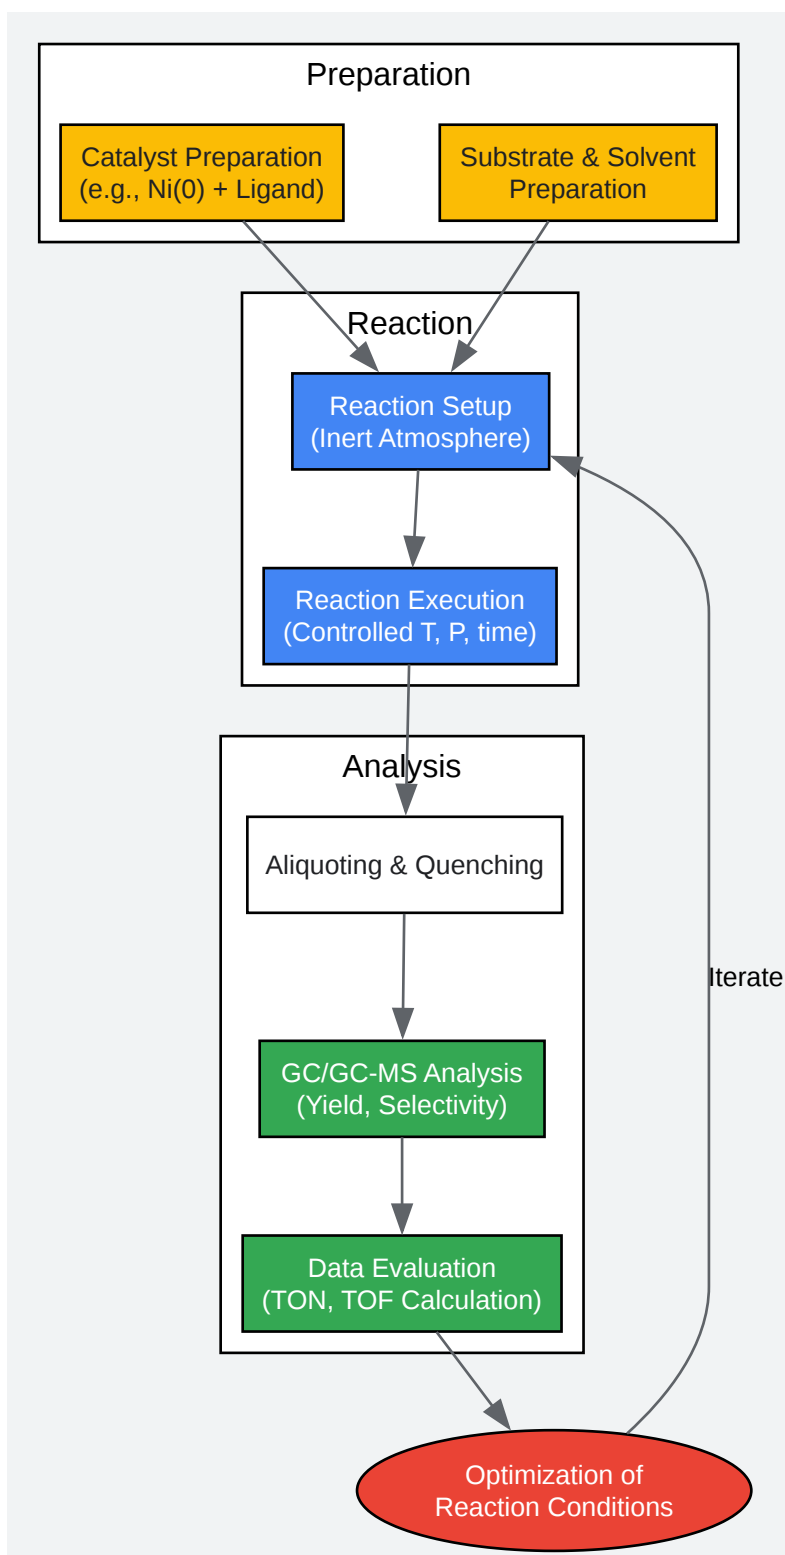 Preparation
Catalyst Preparation
(e.g., Ni(0) + Ligand)
Substrate & Solvent
Preparation
Reaction
Reaction Setup
(Inert Atmosphere)
Reaction Execution
(Controlled T, P, time)
Analysis
Aliquoting & Quenching
Iterate
GC/GC-MS Analysis
(Yield, Selectivity)
Data Evaluation
(TON, TOF Calculation)
Optimization of
Reaction Conditions